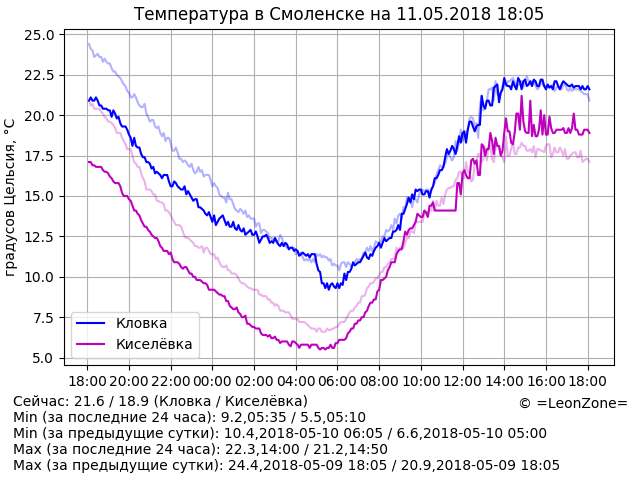 Температура в Смоленске на 11.05.2018 18:05
градусов Цельсия, °C
25.0
22.5
20.0
17.5
15.0
12.5
10.0
7.5
5.0
Кловка
Киселёвка
18:00 20:00 22:00 00:00 02:00 04:00 06:00 08:00 10:00 12:00 14:00 16:00 18:00
Сейчас: 21.6 / 18.9 (Кловка / Киселёвка)
© =LeonZone=
Min (за последние 24 часа): 9.2,05:35 / 5.5,05:10
Min (за предыдущие сутки): 10.4,2018-05-10 06:05 / 6.6,2018-05-10 05:00
Max (за последние 24 часа): 22.3,14:00 / 21.2,14:50
Max (за предыдущие сутки): 24.4,2018-05-09 18:05 / 20.9,2018-05-09 18:05